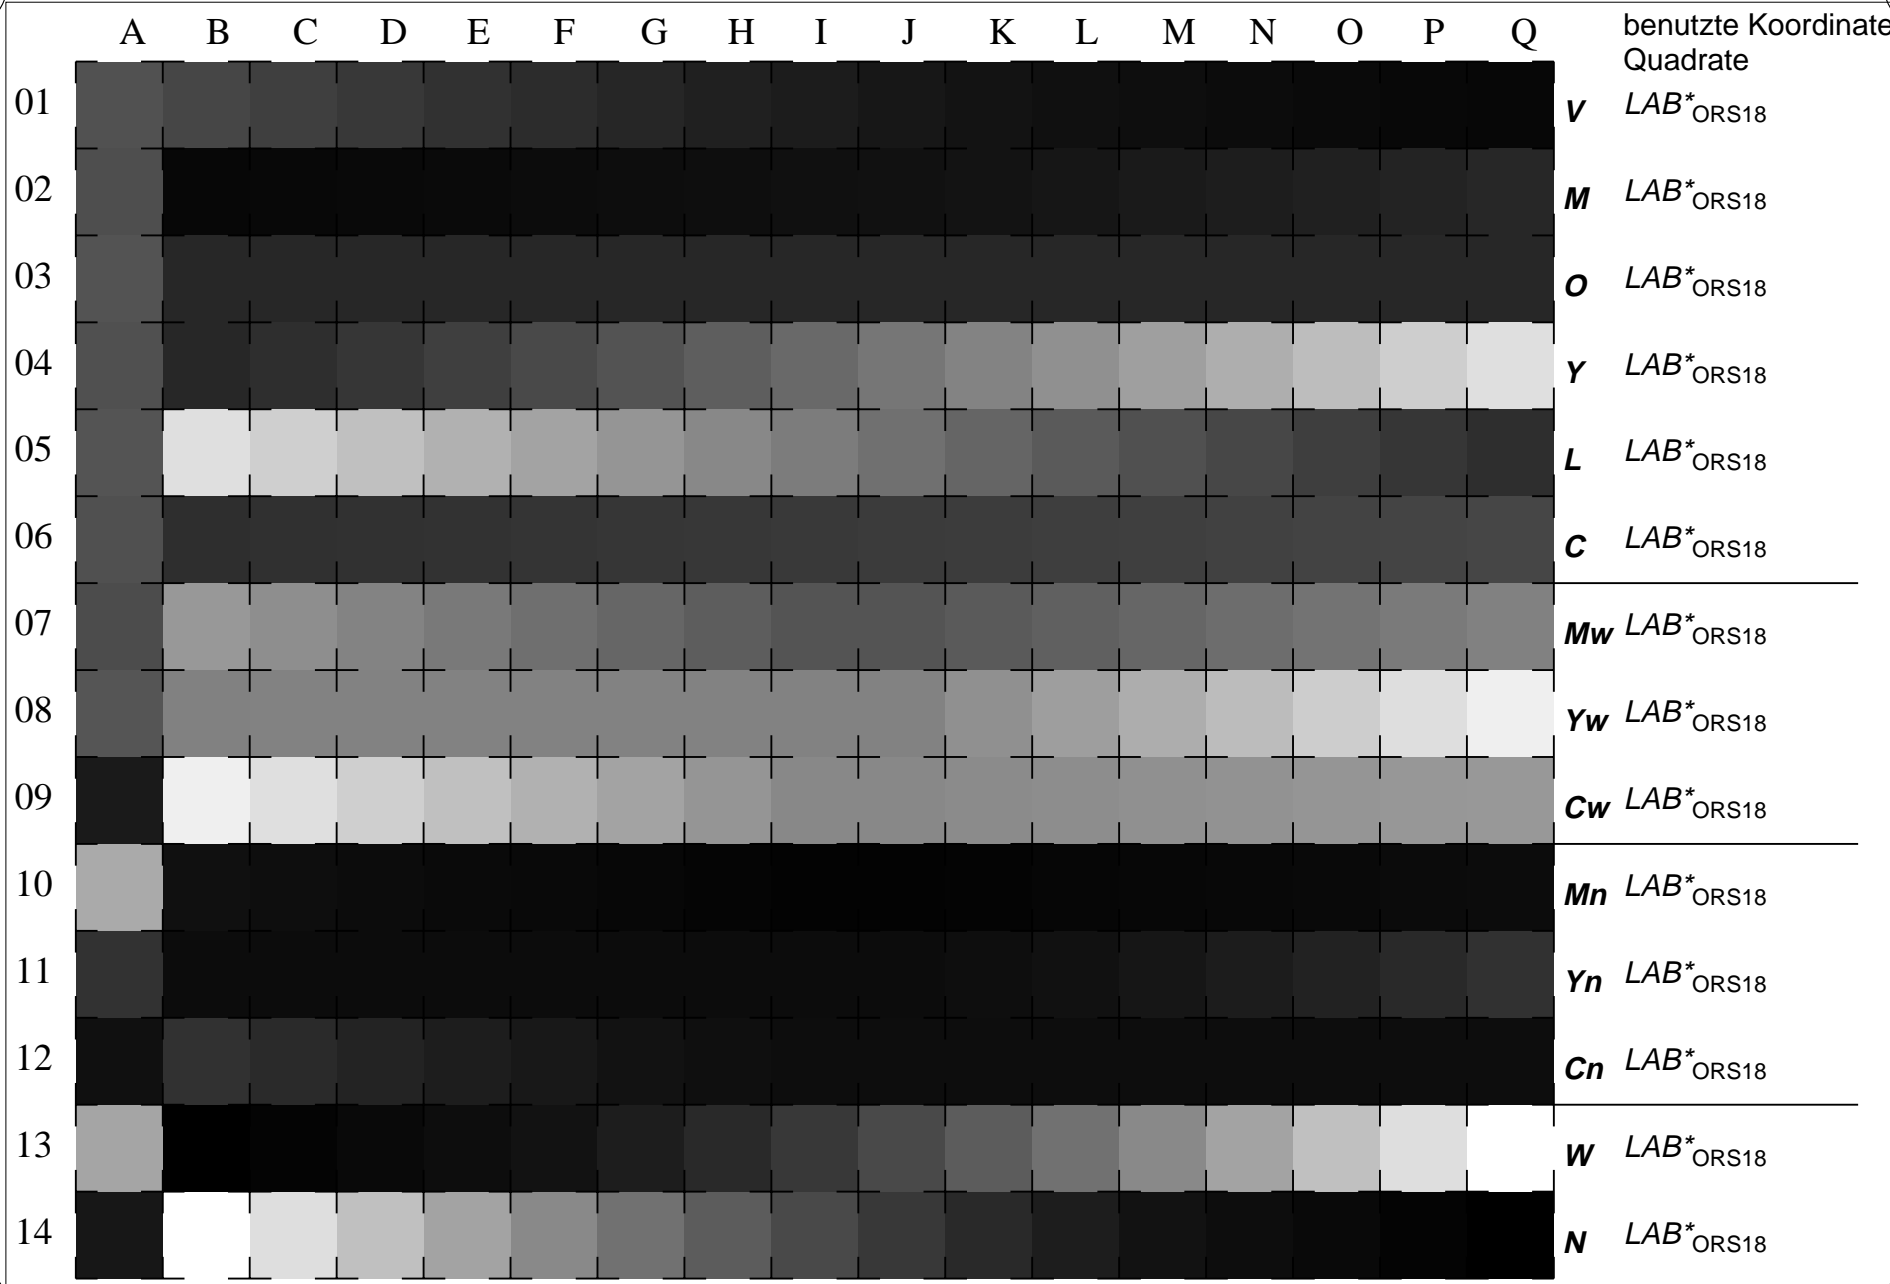 A B C D E F G H I J K L M N O P Q benutzte Koordinate
Quadrate
01 V LAB*ORS18
02 M LAB*ORS18
03 O LAB*ORS18
04 Y LAB*ORS18
05 L LAB*ORS18
06 C LAB*ORS18
07 Mw LAB*ORS18
08 Yw LAB*ORS18
09 Cw LAB*ORS18
10 Mn LAB*ORS18
11 Yn LAB*ORS18
12 Cn LAB*ORS18
13 W LAB*ORS18
14 N LAB*ORS18